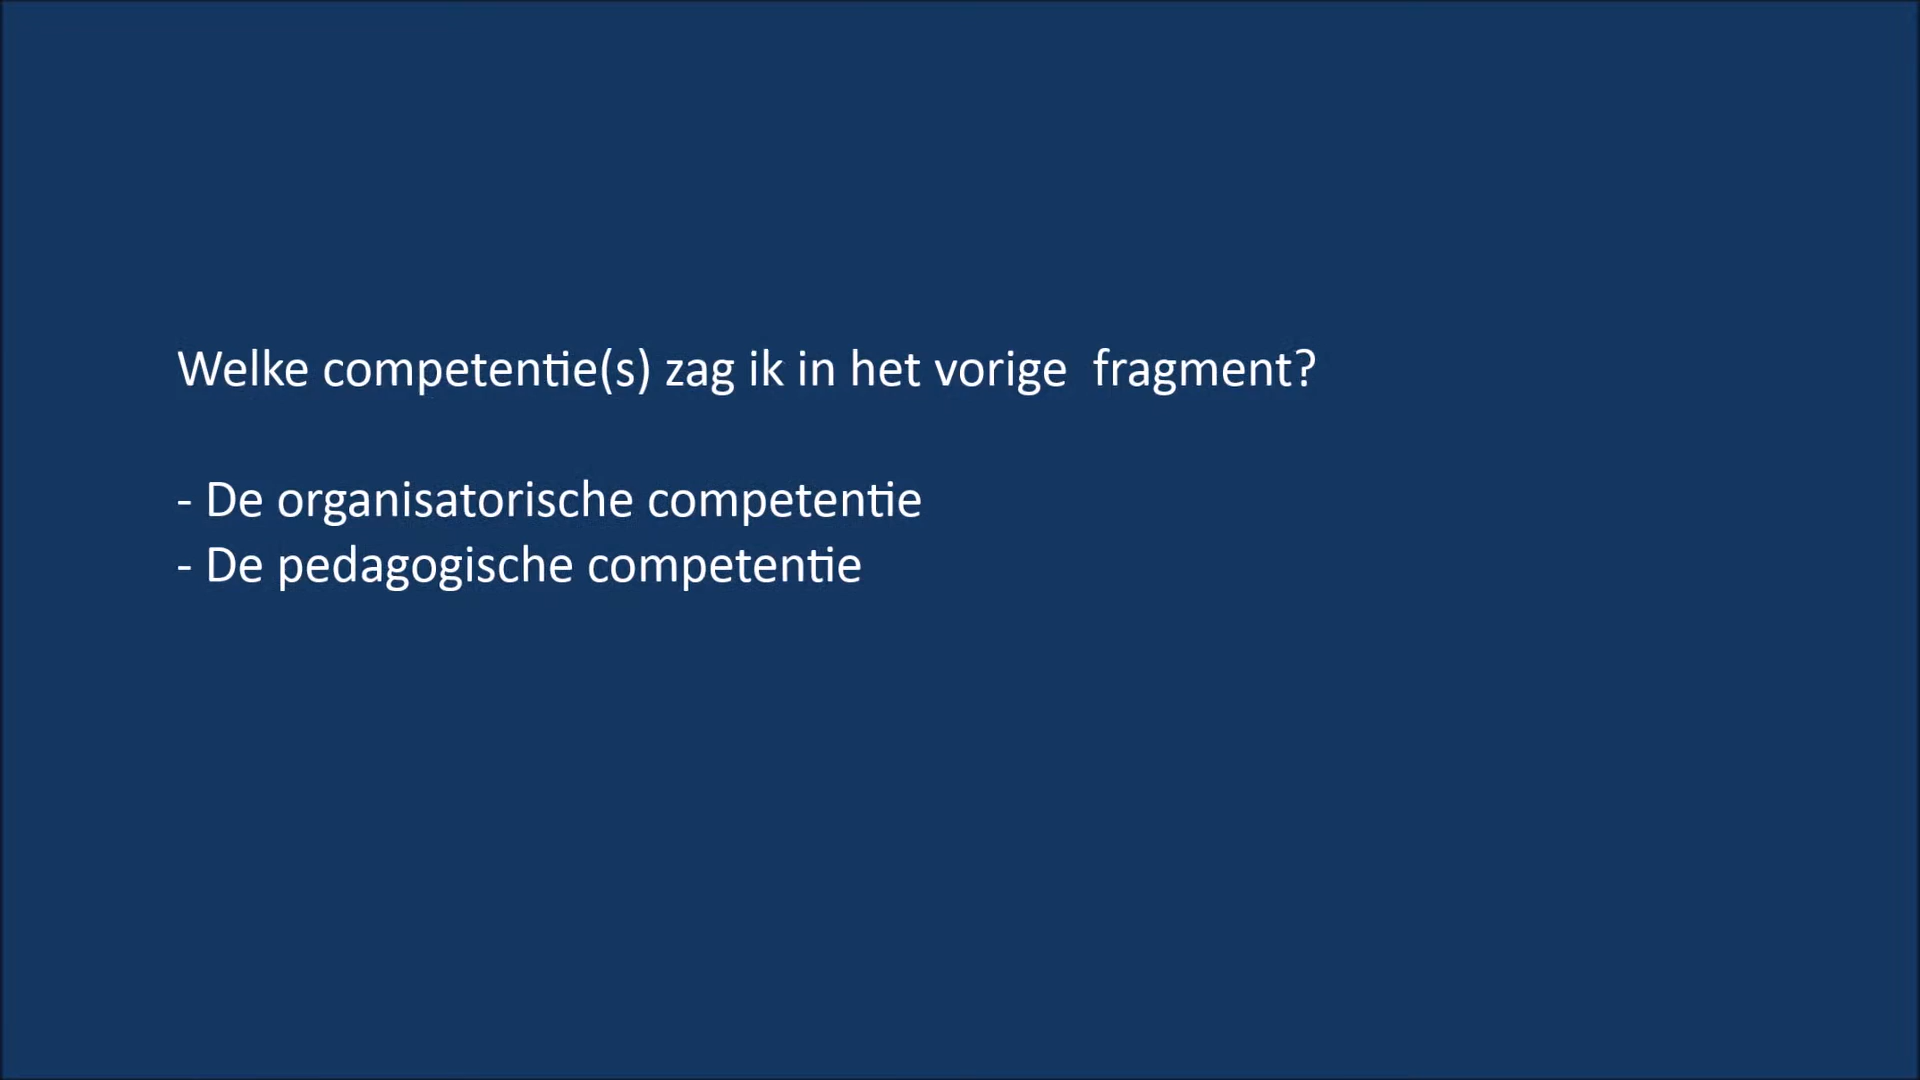 Welke competentie(s) zag ik in het vorige  fragment?
- De organisatorische competentie
- De pedagogische competentie